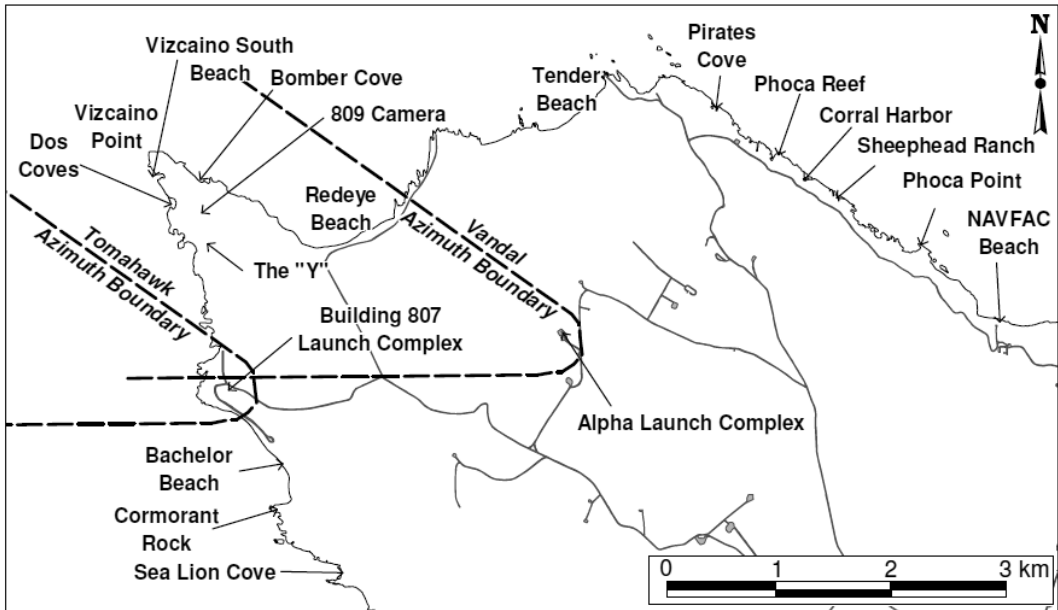 Vizcaino South
Beach
Bomber Cove
Vizcaino
Point
809 Camera
Dos
Coves
Tender
Beach
Pirates
Cove
N
Phoca Reef
Corral Harbor
Sheephead Ranch
Phoca Point
NAVFAC
Beach
Redeye
Beach
Vandal
Azimuth Boundary
Tomahawk
Azimuth Boundary
The "Y"
Building 807
Launch Complex
Alpha Launch Complex
Bachelor
Beach
Cormorant
Rock
Sea Lion Cove
0 1 2 3 km